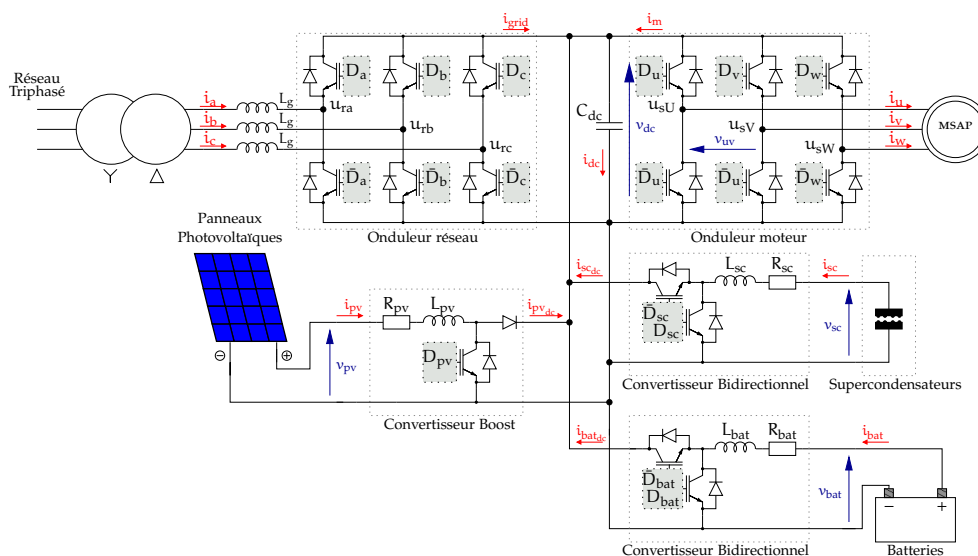 i_grid
i_m
Réseau
Triphasé
i_a
L_g
i_b
L_g
i_c
L_g
Y
Δ
D_a
D_b
D_c
u_ra
u_rb
u_rc
D̄_a
D̄_b
D̄_c
Onduleur réseau
C_dc
i_dc
v_dc
D_u
D_v
D_w
u_sU
u_sV
u_sW
v_uv
D̄_u
D̄_u
D̄_w
Onduleur moteur
i_u
i_v
i_w
MSAP
Panneaux
Photovoltaïques
⊖
⊕
v_pv
i_pv
R_pv
L_pv
i_pv_dc
D_pv
Convertisseur Boost
i_sc_dc
L_sc
R_sc
i_sc
D̄_sc
D_sc
v_sc
Convertisseur Bidirectionnel
Supercondensateurs
i_bat_dc
L_bat
R_bat
i_bat
D̄_bat
D_bat
v_bat
−
+
Convertisseur Bidirectionnel
Batteries